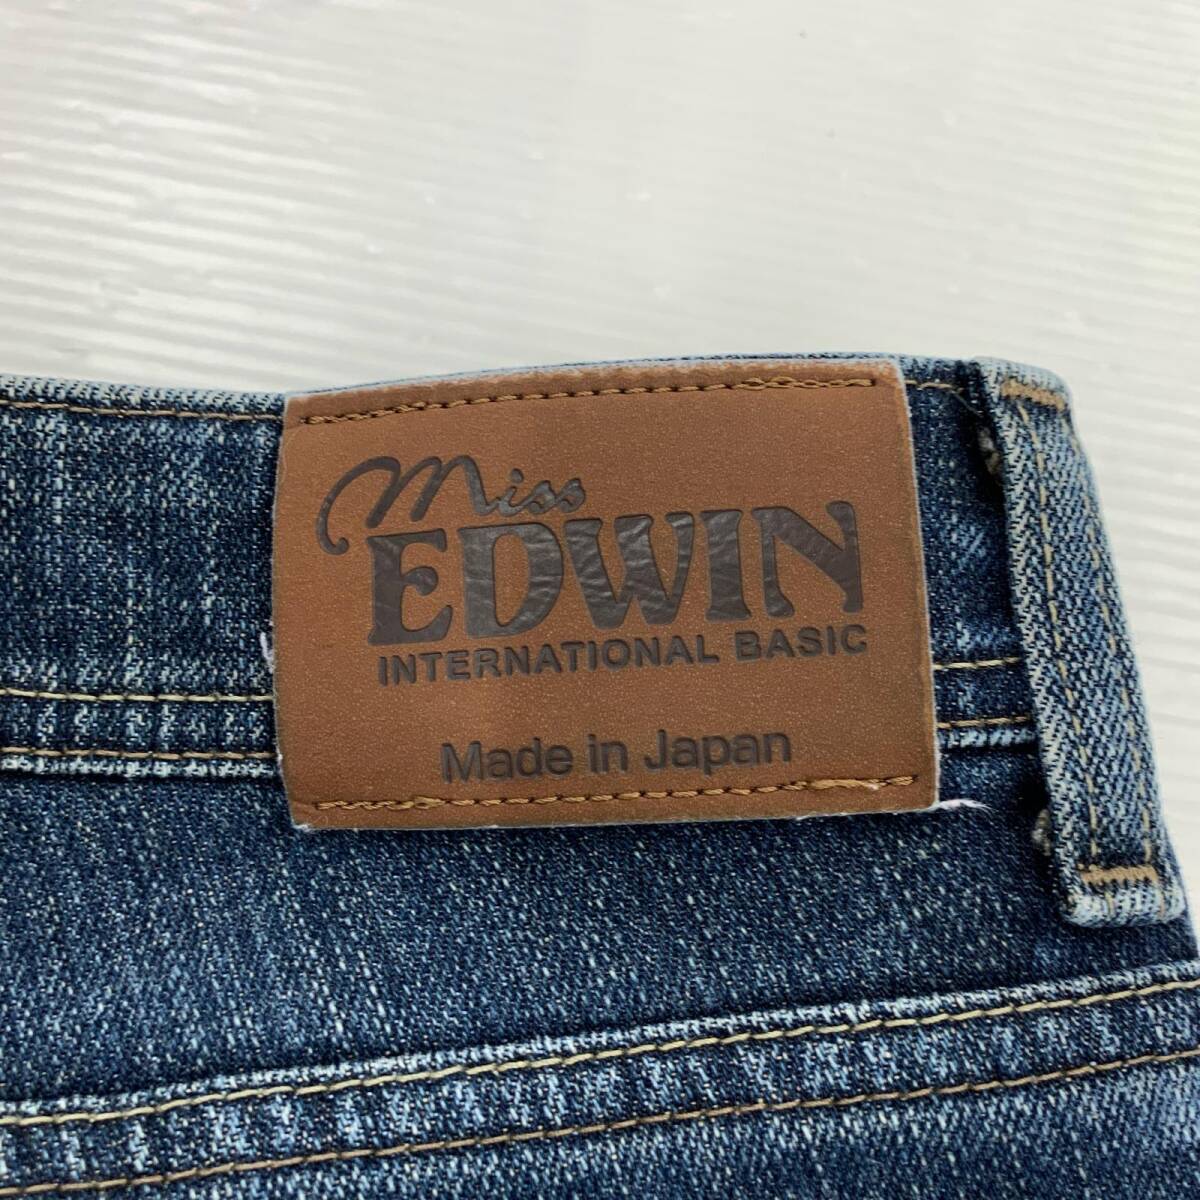 Miss
EDWIN
INTERNATIONAL BASIC
Made in Japan